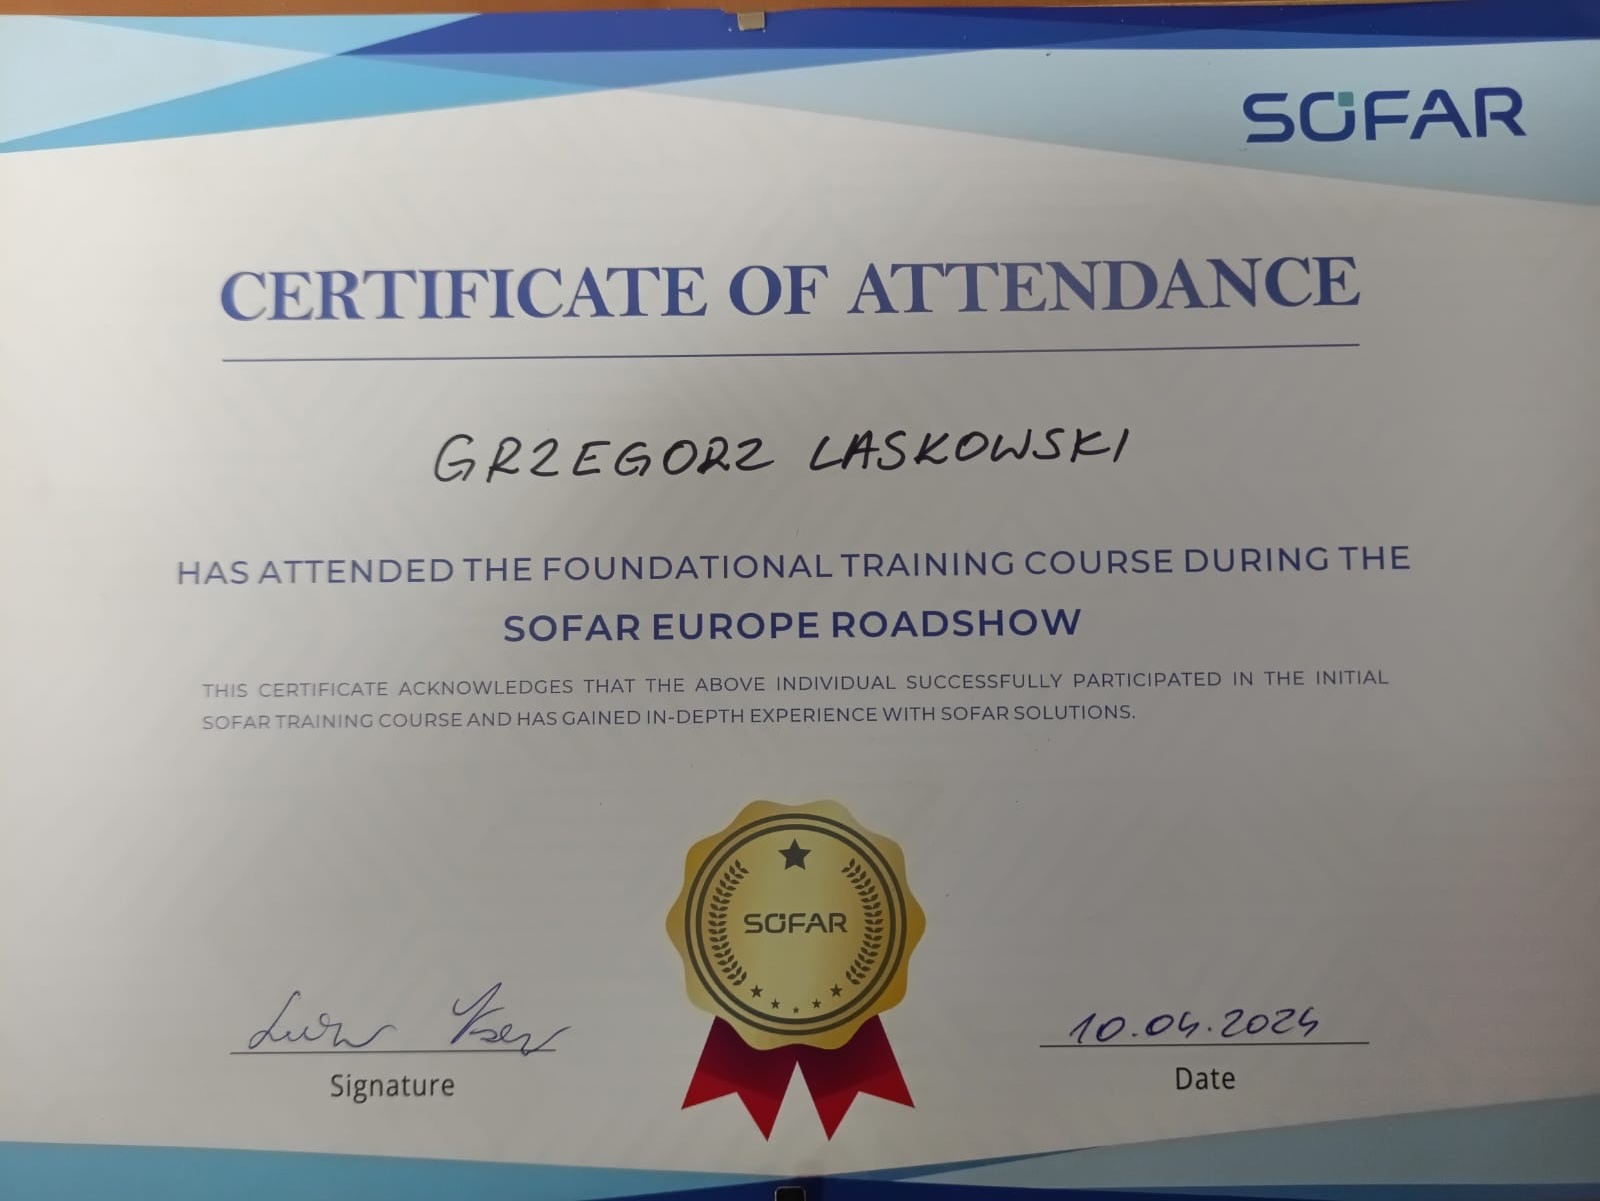 SOFAR
CERTIFICATE OF ATTENDANCE
GRZEGORZ LASKOWSKI
HAS ATTENDED THE FOUNDATIONAL TRAINING COURSE DURING THE
SOFAR EUROPE ROADSHOW
THIS CERTIFICATE ACKNOWLEDGES THAT THE ABOVE INDIVIDUAL SUCCESSFULLY PARTICIPATED IN THE INITIAL
SOFAR TRAINING COURSE AND HAS GAINED IN-DEPTH EXPERIENCE WITH SOFAR SOLUTIONS.
SOFAR
10.04.2024
Signature
Date